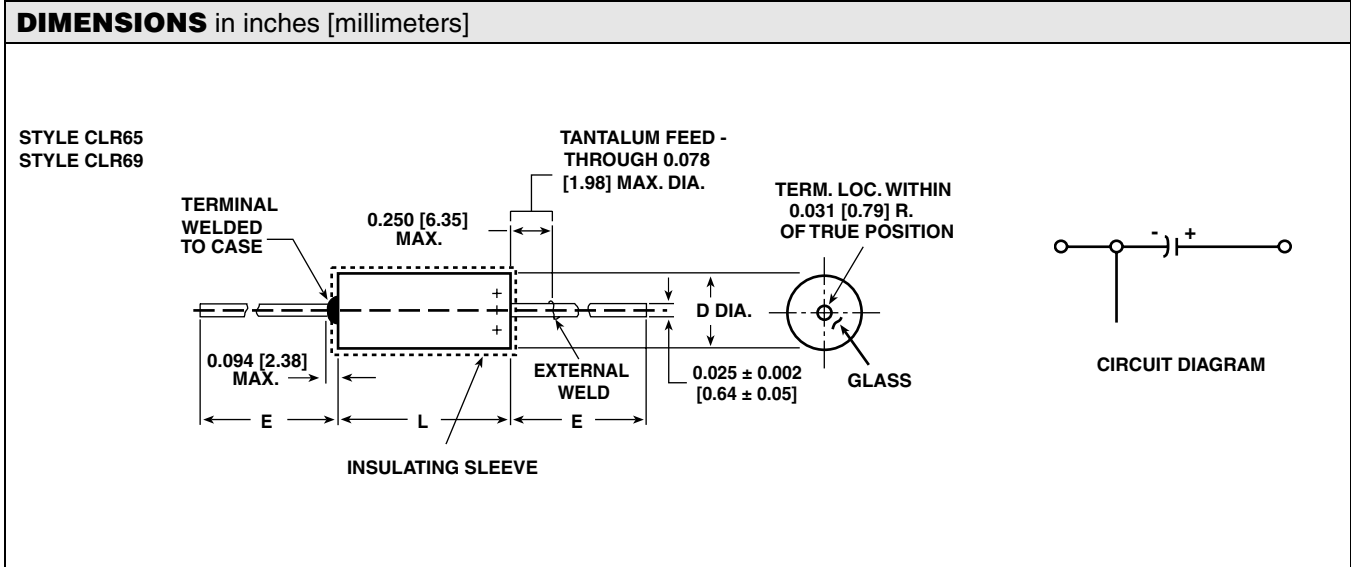 DIMENSIONS in inches [millimeters]
STYLE CLR65
STYLE CLR69
TANTALUM FEED -
THROUGH 0.078
[1.98] MAX. DIA.
TERMINAL
WELDED
TO CASE
0.250 [6.35]
MAX.
TERM. LOC. WITHIN
0.031 [0.79] R.
OF TRUE POSITION
- +
+
+
D DIA.
0.094 [2.38]
MAX.
EXTERNAL
WELD
0.025 ± 0.002
[0.64 ± 0.05]
GLASS
CIRCUIT DIAGRAM
E L E
INSULATING SLEEVE